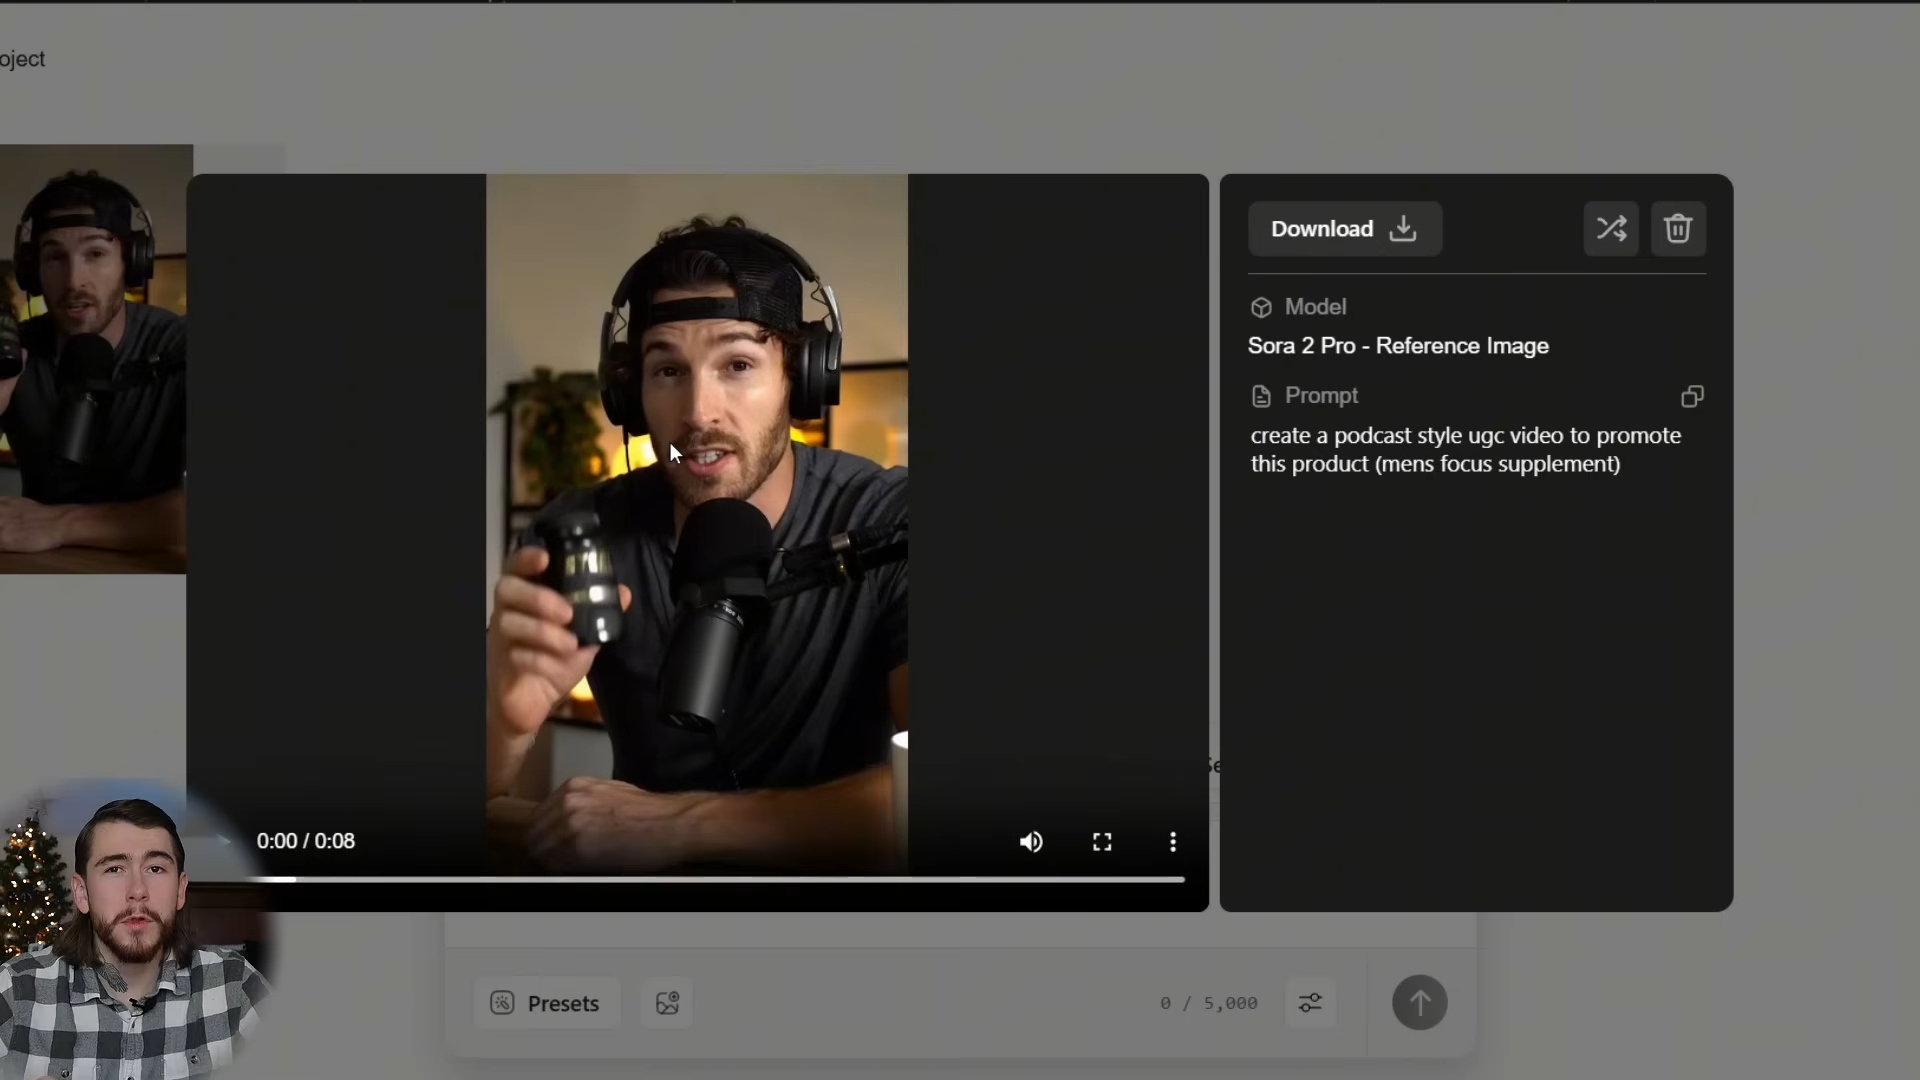 oject
Download
Model
Sora 2 Pro - Reference Image
Prompt
create a podcast style ugc video to promote
this product (mens focus supplement)
Se
0:00 / 0:08
Presets
0 / 5,000